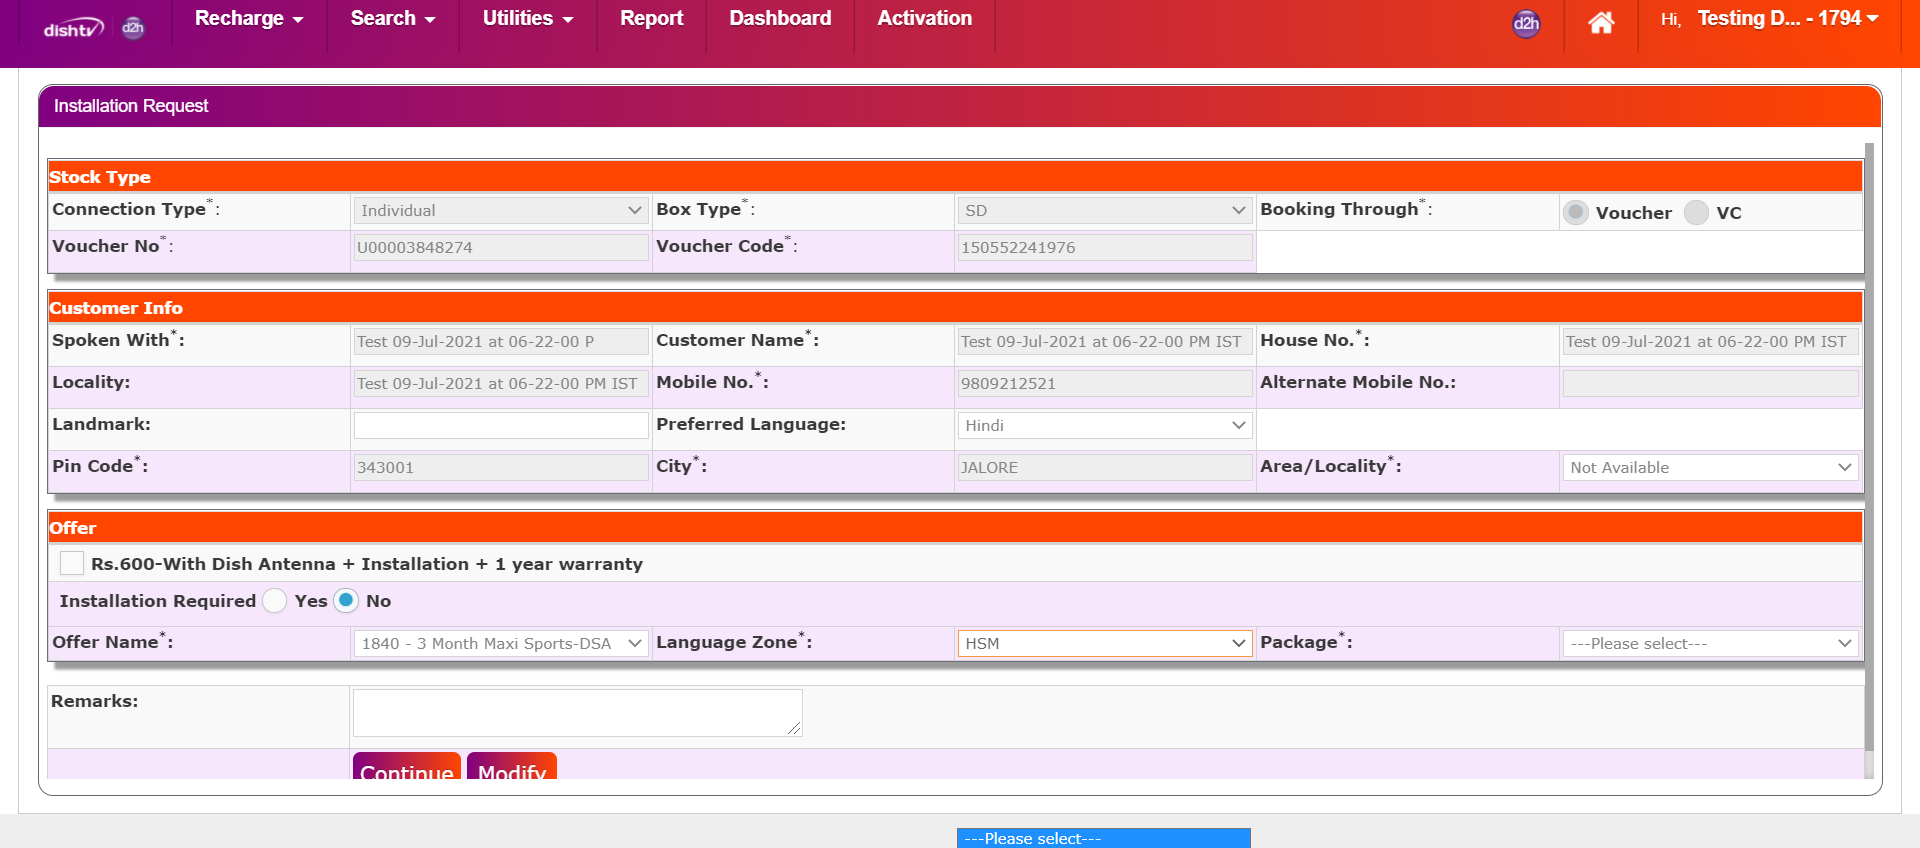 dishtv d2h Recharge Search Utilities Report Dashboard Activation d2h Hi, Testing D... - 1794
Installation Request
Stock Type
Connection Type*: Individual Box Type*: SD Booking Through*: Voucher VC
Voucher No*: U00003848274 Voucher Code*: 150552241976
Customer Info
Spoken With*: Test 09-Jul-2021 at 06-22-00 P Customer Name*: Test 09-Jul-2021 at 06-22-00 PM IST House No.*: Test 09-Jul-2021 at 06-22-00 PM IST
Locality: Test 09-Jul-2021 at 06-22-00 PM IST Mobile No.*: 9809212521 Alternate Mobile No.:
Landmark: Preferred Language: Hindi
Pin Code*: 343001 City*: JALORE Area/Locality*: Not Available
Offer
Rs.600-With Dish Antenna + Installation + 1 year warranty
Installation Required Yes No
Offer Name*: 1840 - 3 Month Maxi Sports-DSA Language Zone*: HSM Package*: ---Please select---
Remarks:
Continue Modify
---Please select---